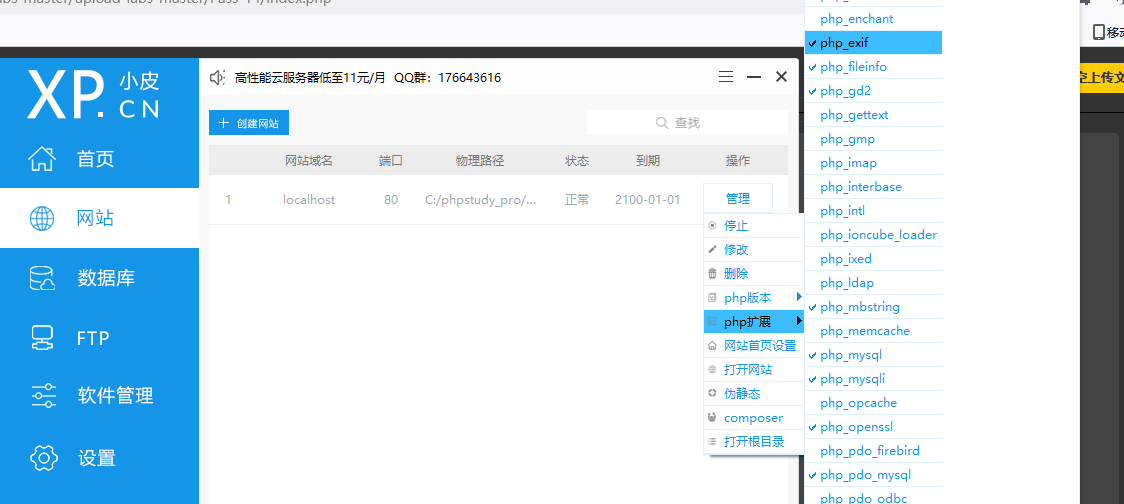 labs-master/upload-labs-master/Pass-14/index.php
移动
空上传文
XP.CN 小皮
高性能云服务器低至11元/月 QQ群：176643616
首页
网站
数据库
FTP
软件管理
设置
+ 创建网站
查找
网站域名 端口 物理路径 状态 到期 操作
1 localhost 80 C:/phpstudy_pro/... 正常 2100-01-01 管理
停止
修改
删除
php版本
php扩展
网站首页设置
打开网站
伪静态
composer
打开根目录
php_enchant
php_exif
php_fileinfo
php_gd2
php_gettext
php_gmp
php_imap
php_interbase
php_intl
php_ioncube_loader
php_ixed
php_ldap
php_mbstring
php_memcache
php_mysql
php_mysqli
php_opcache
php_openssl
php_pdo_firebird
php_pdo_mysql
php_pdo_odbc